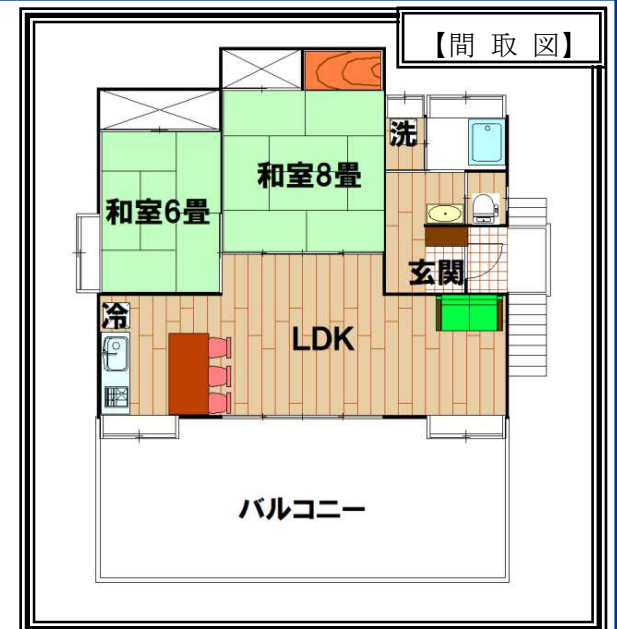 【間 取 図】
洗
和室8畳
和室6畳
玄関
冷
LDK
バルコニー